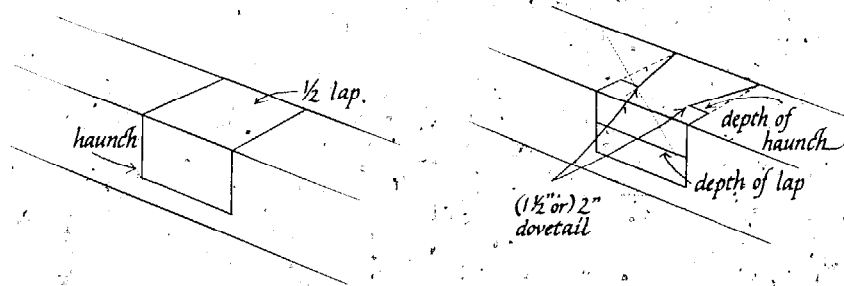 ½ lap.
haunch
depth of
haunch
depth of lap
(1½" or) 2"
dovetail